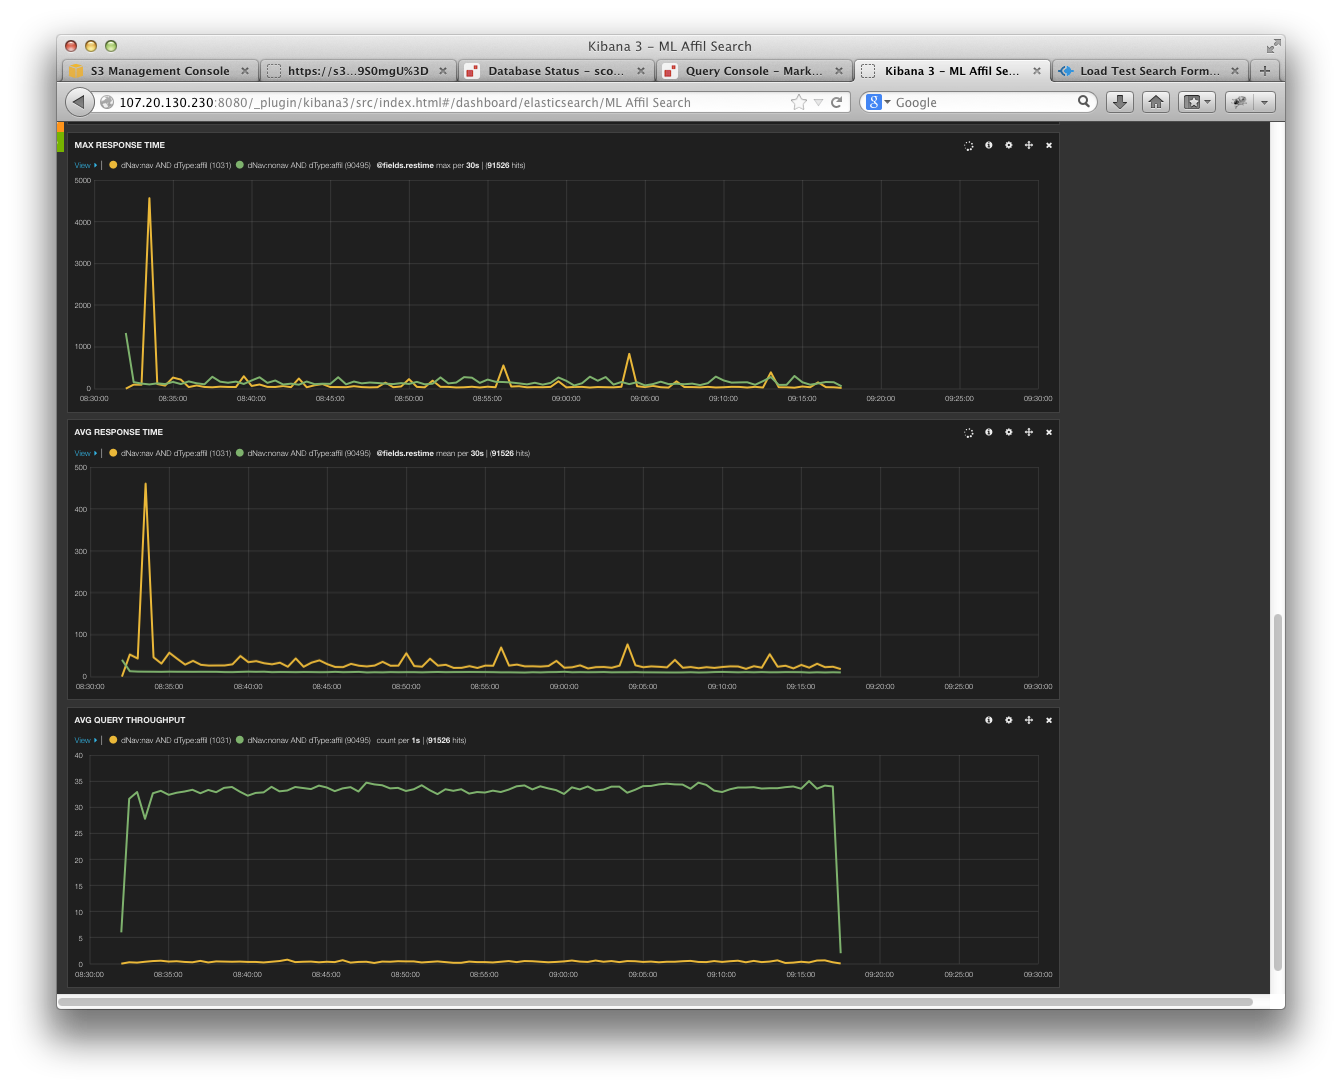 Kibana 3 – ML Affil Search
S3 Management Console
https://s3...9S0mgU%3D
Database Status – sco...
Query Console – Mark...
Kibana 3 – ML Affil Se...
Load Test Search Form...
107.20.130.230:8080/_plugin/kibana3/src/index.html#/dashboard/elasticsearch/ML Affil Search
Google
MAX RESPONSE TIME
View | dNav:nav AND dType:affil (1031) dNav:nonav AND dType:affil (90495) @fields.restime max per 30s | (91526 hits)
5000
4000
3000
2000
1000
0
08:30:00 08:35:00 08:40:00 08:45:00 08:50:00 08:55:00 09:00:00 09:05:00 09:10:00 09:15:00 09:20:00 09:25:00 09:30:00
AVG RESPONSE TIME
View | dNav:nav AND dType:affil (1031) dNav:nonav AND dType:affil (90495) @fields.restime mean per 30s | (91526 hits)
500
400
300
200
100
0
08:30:00 08:35:00 08:40:00 08:45:00 08:50:00 08:55:00 09:00:00 09:05:00 09:10:00 09:15:00 09:20:00 09:25:00 09:30:00
AVG QUERY THROUGHPUT
View | dNav:nav AND dType:affil (1031) dNav:nonav AND dType:affil (90495) count per 1s | (91526 hits)
40
35
30
25
20
15
10
5
0
08:30:00 08:35:00 08:40:00 08:45:00 08:50:00 08:55:00 09:00:00 09:05:00 09:10:00 09:15:00 09:20:00 09:25:00 09:30:00